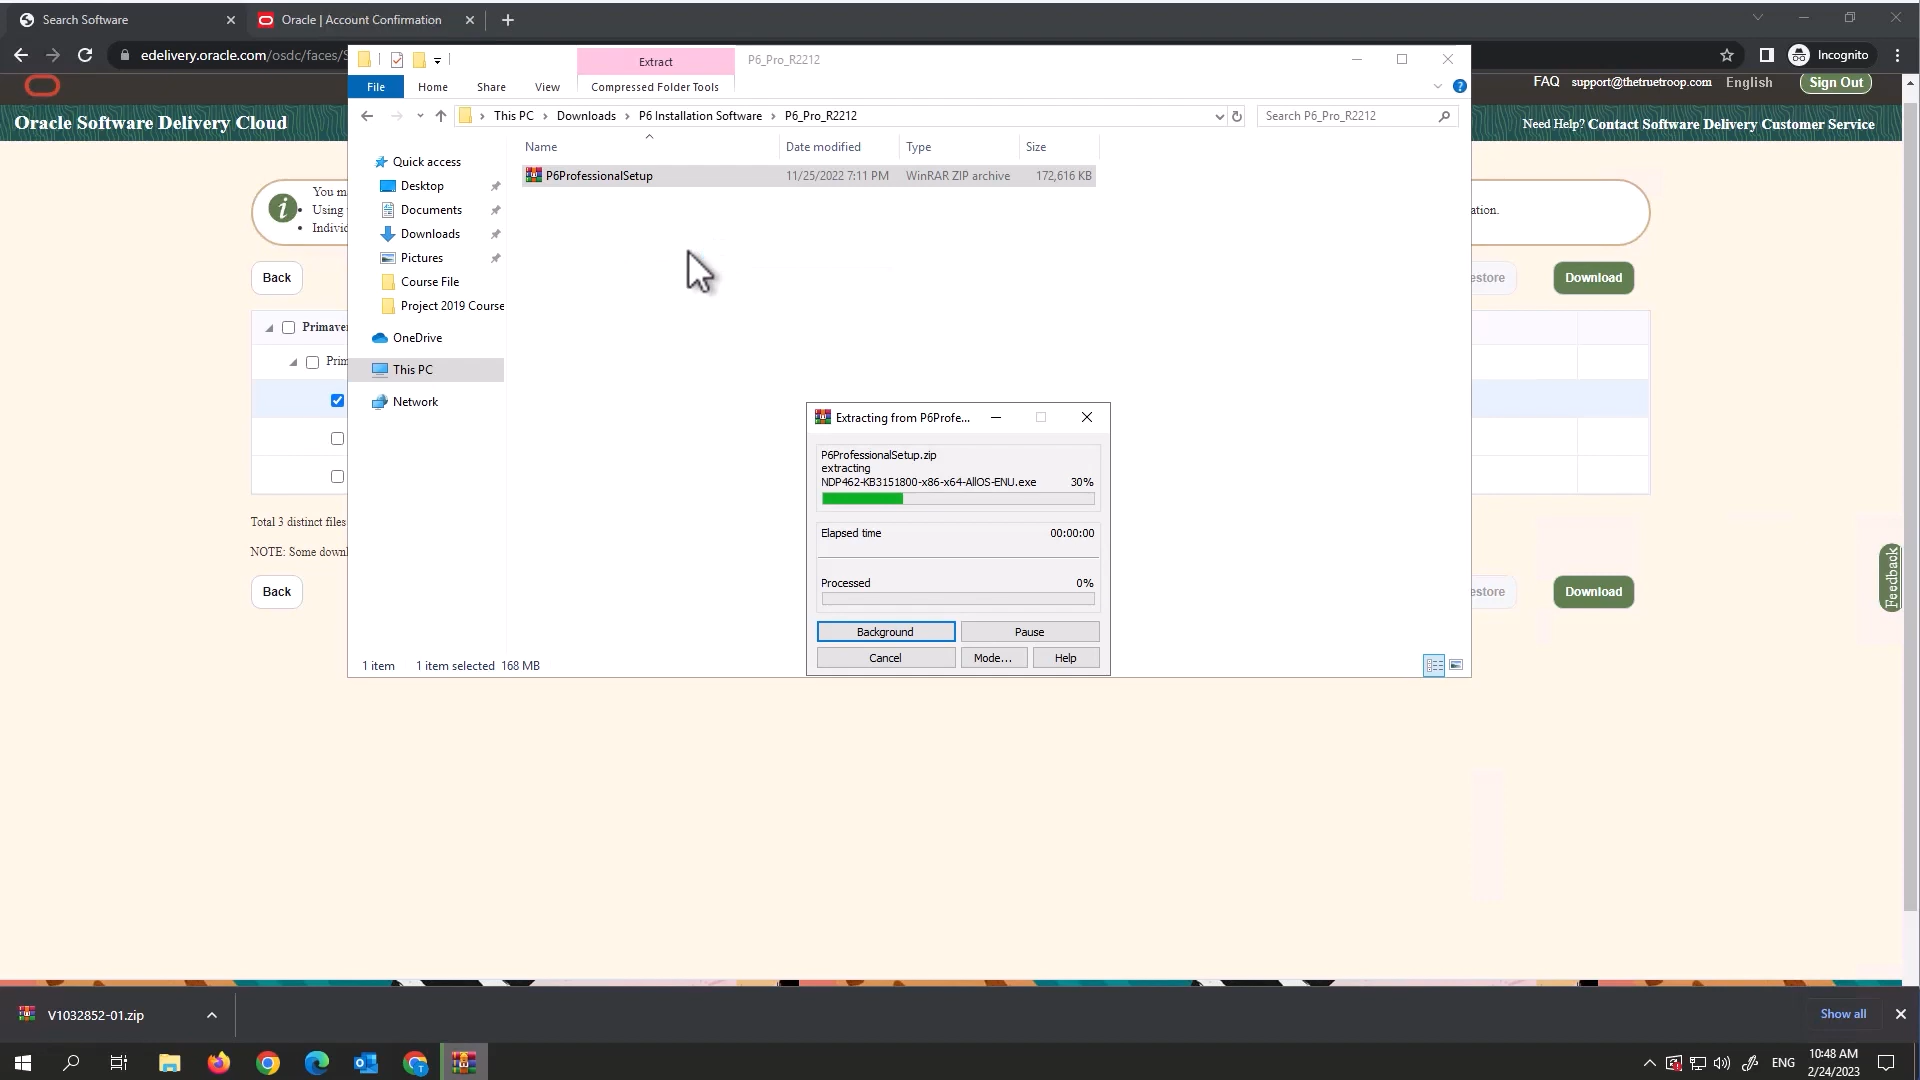 Search Software
Oracle | Account Confirmation
edelivery.oracle.com/osdc/faces/S
Incognito
Extract
P6_Pro_R2212
File
Home
Share
View
Compressed Folder Tools
This PC
Downloads
P6 Installation Software
P6_Pro_R2212
Search P6_Pro_R2212
FAQ
support@thetruetroop.com
English
Sign Out
Oracle Software Delivery Cloud
Need Help? Contact Software Delivery Customer Service
Name
Date modified
Type
Size
P6ProfessionalSetup
11/25/2022 7:11 PM
WinRAR ZIP archive
172,616 KB
Quick access
Desktop
Documents
Downloads
Pictures
Course File
Project 2019 Course
OneDrive
This PC
Network
You m
Using
Individ
ation.
Back
estore
Download
Primave
Prim
Extracting from P6Profe...
P6ProfessionalSetup.zip
extracting
NDP462-KB3151800-x86-x64-AllOS-ENU.exe
30%
Elapsed time
00:00:00
Processed
0%
Background
Pause
Cancel
Mode...
Help
Total 3 distinct files
NOTE: Some downl
Back
estore
Download
Feedback
1 item
1 item selected 168 MB
V1032852-01.zip
Show all
ENG
10:48 AM
2/24/2023